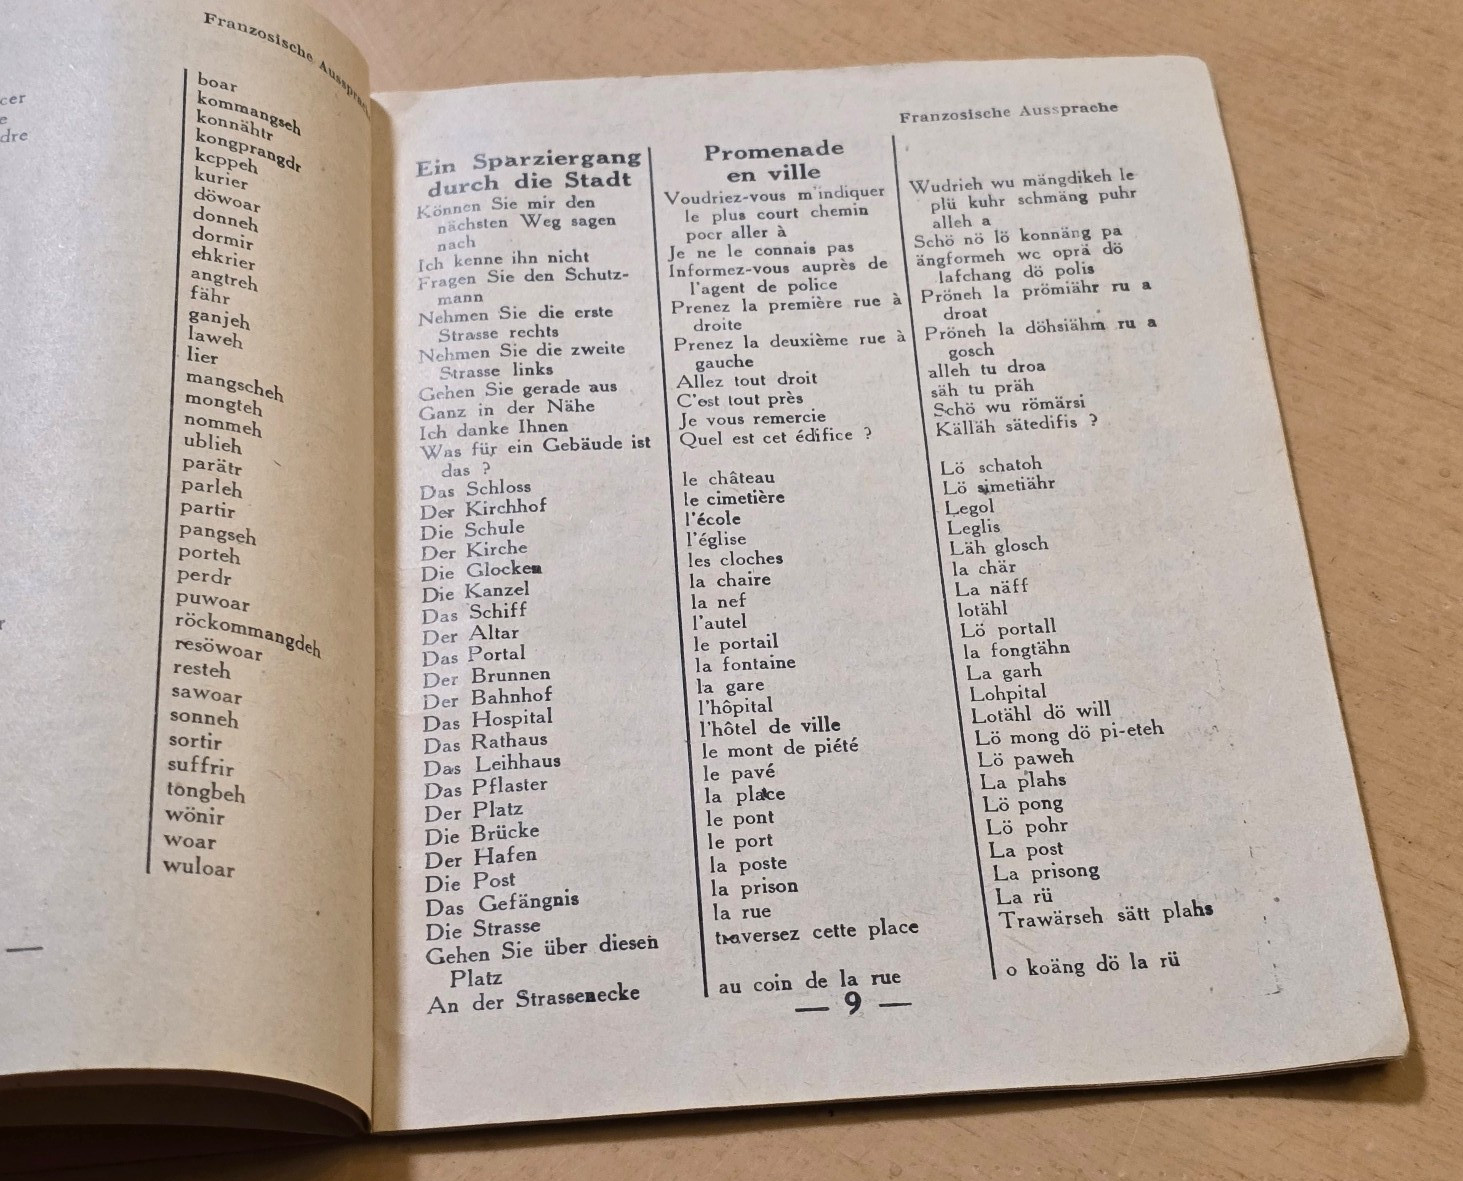 cer
e
dre
r
Französische Aussprach
boar
kommangseh
konnähtr
kongprangdr
kcppeh
kurier
döwoar
donneh
dormir
ehkrier
angtreh
fähr
ganjeh
laweh
lier
mangscheh
mongteh
nommeh
ublieh
parätr
parleh
partir
pangseh
porteh
perdr
puwoar
röckommangdeh
resöwoar
resteh
sawoar
sonneh
sortir
suffrir
tongbeh
wönir
woar
wuloar
Ein Sparziergang
durch die Stadt
Können Sie mir den
nächsten Weg sagen
nach
Ich kenne ihn nicht
Fragen Sie den Schutz-
mann
Nehmen Sie die erste
Strasse rechts
Nehmen Sie die zweite
Strasse links
Gehen Sie gerade aus
Ganz in der Nähe
Ich danke Ihnen
Was für ein Gebäude ist
das ?
Das Schloss
Der Kirchhof
Die Schule
Der Kirche
Die Glocken
Die Kanzel
Das Schiff
Der Altar
Das Portal
Der Brunnen
Der Bahnhof
Das Hospital
Das Rathaus
Das Leihhaus
Das Pflaster
Der Platz
Die Brücke
Der Hafen
Die Post
Das Gefängnis
Die Strasse
Gehen Sie über diesen
Platz
An der Strassenecke
Promenade
en ville
Voudriez-vous m'indiquer
le plus court chemin
pocr aller à
Je ne le connais pas
Informez-vous auprès de
l'agent de police
Prenez la première rue à
droite
Prenez la deuxième rue à
gauche
Allez tout droit
C'est tout près
Je vous remercie
Quel est cet édifice ?
le château
le cimetière
l'école
l'église
les cloches
la chaire
la nef
l'autel
le portail
la fontaine
la gare
l'hôpital
l'hôtel de ville
le mont de piété
le pavé
la place
le pont
le port
la poste
la prison
la rue
traversez cette place
au coin de la rue
Franzosische Aussprache
Wudrieh wu mängdikeh le
plü kuhr schmäng puhr
alleh a
Schö nö lö konnäng pa
ängformeh wc oprä dö
lafchang dö polis
Pröneh la prömiähr ru a
droat
Pröneh la döhsiähm ru a
gosch
alleh tu droa
säh tu präh
Schö wu römärsi
Källäh sätedifis ?
Lö schatoh
Lö simetiähr
Legol
Leglis
Läh glosch
la chär
La näff
lotähl
Lö portall
la fongtähn
La garh
Lohpital
Lotähl dö will
Lö mong dö pi-eteh
Lö paweh
La plahs
Lö pong
Lö pohr
La post
La prisong
La rü
Trawärseh sätt plahs
o koäng dö la rü
— 9 —